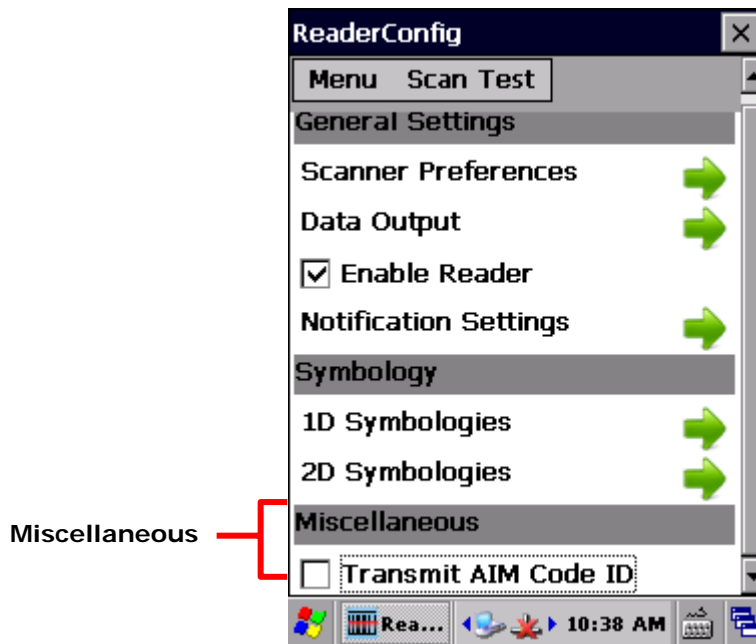 ReaderConfig
Menu Scan Test
General Settings
Scanner Preferences
Data Output
Enable Reader
Notification Settings
Symbology
1D Symbologies
2D Symbologies
Miscellaneous
Miscellaneous
Transmit AIM Code ID
Rea... 10:38 AM